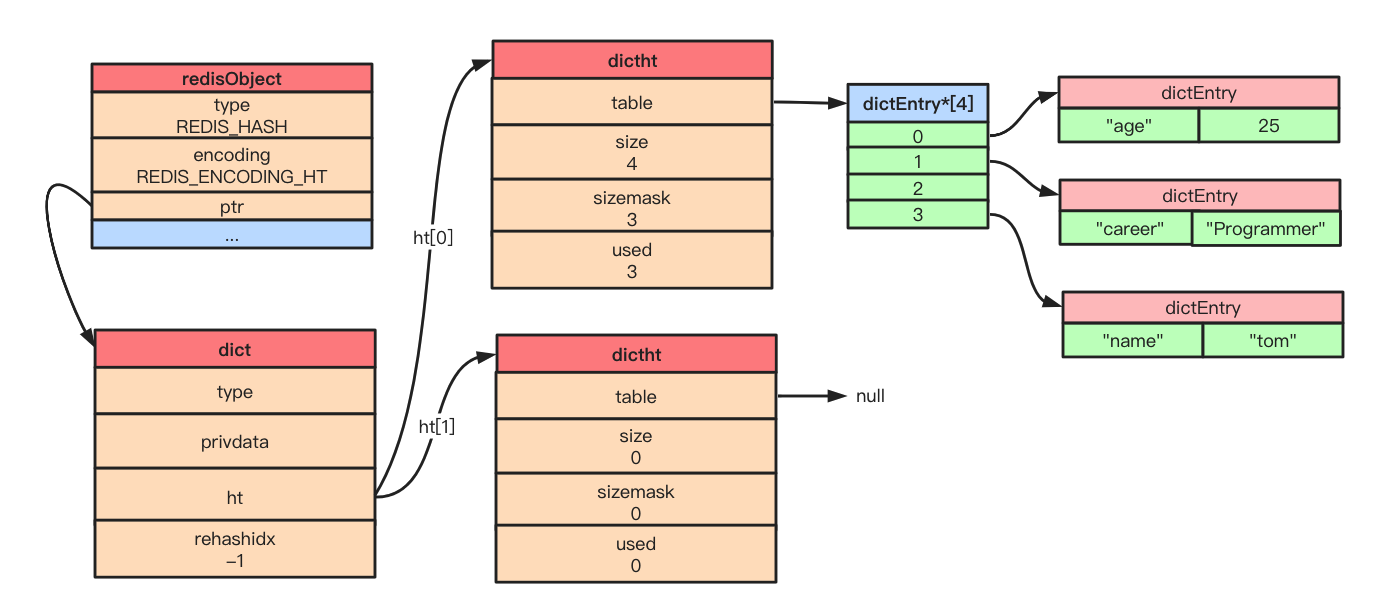 redisObject
type
REDIS_HASH
encoding
REDIS_ENCODING_HT
ptr
...
dict
type
privdata
ht
rehashidx
-1
ht[0]
ht[1]
dictht
table
size
4
sizemask
3
used
3
dictht
table
size
0
sizemask
0
used
0
null
dictEntry*[4]
0
1
2
3
dictEntry
"age" 25
dictEntry
"career" "Programmer"
dictEntry
"name" "tom"